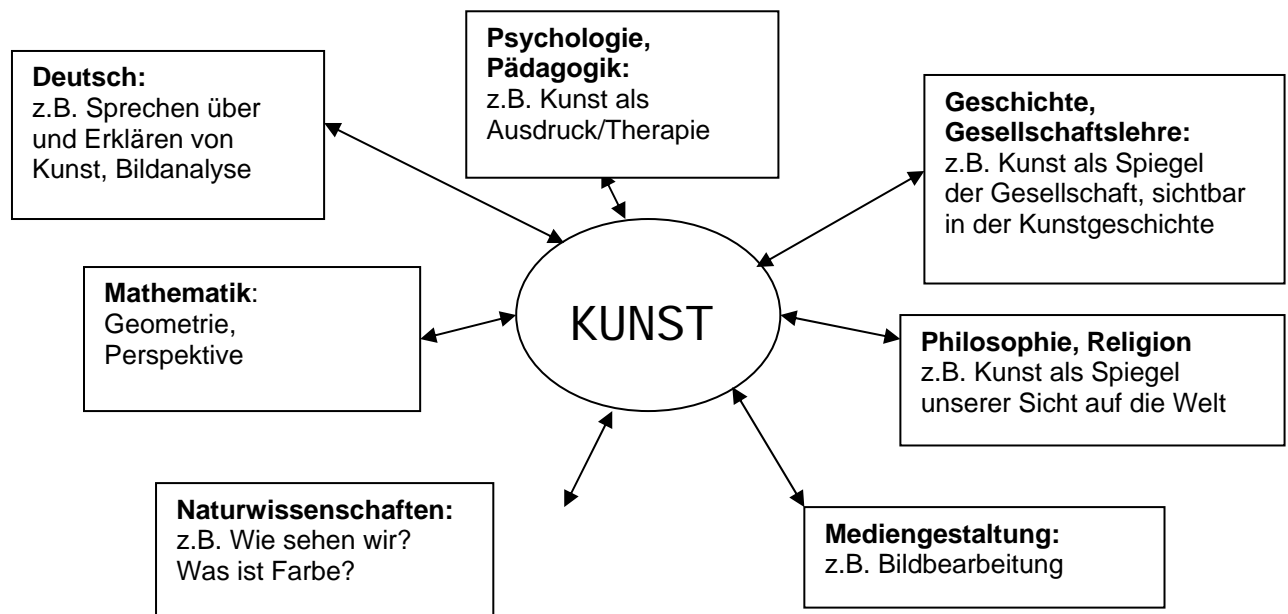 Psychologie,
Pädagogik:
z.B. Kunst als
Ausdruck/Therapie
Deutsch:
z.B. Sprechen über
und Erklären von
Kunst, Bildanalyse
Geschichte,
Gesellschaftslehre:
z.B. Kunst als Spiegel
der Gesellschaft, sichtbar
in der Kunstgeschichte
Mathematik:
Geometrie,
Perspektive
KUNST
Philosophie, Religion
z.B. Kunst als Spiegel
unserer Sicht auf die Welt
Naturwissenschaften:
z.B. Wie sehen wir?
Was ist Farbe?
Mediengestaltung:
z.B. Bildbearbeitung